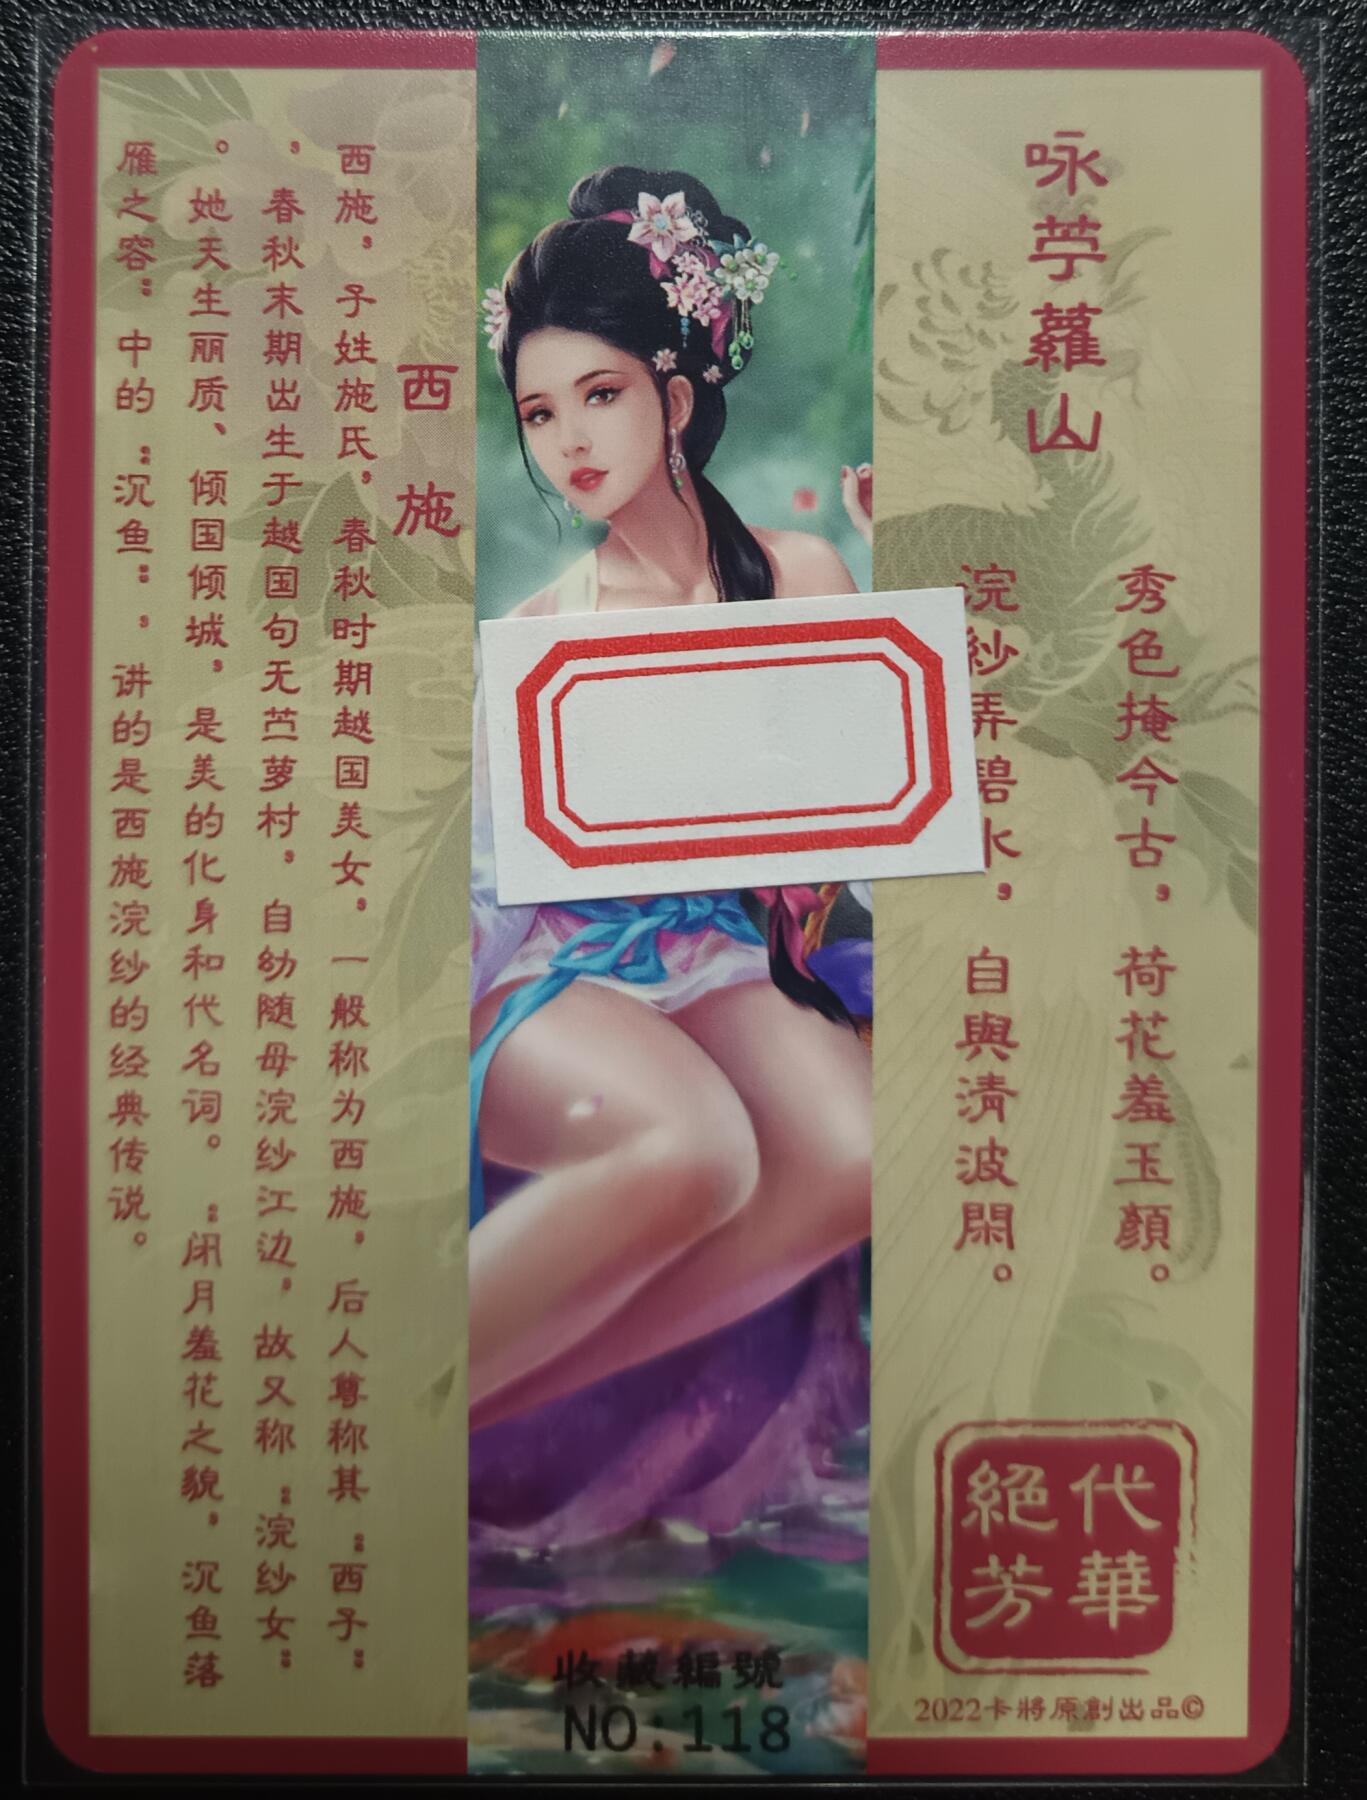 咏苧蘿山
秀色掩今古，荷花羞玉顏。
浣紗弄碧水，自與清波閑。
絕代
芳華
2022卡將原創出品©
西施
西施，子姓施氏，春秋时期越国美女，一般称为西施，后人尊称其“西子”
，春秋末期出生于越国句无苎萝村，自幼随母浣纱江边，故又称“浣纱女”
。她天生丽质、倾国倾城，是美的化身和代名词。“闭月羞花之貌，沉鱼落
雁之容”中的“沉鱼”，讲的是西施浣纱的经典传说。
收藏編號
NO:118